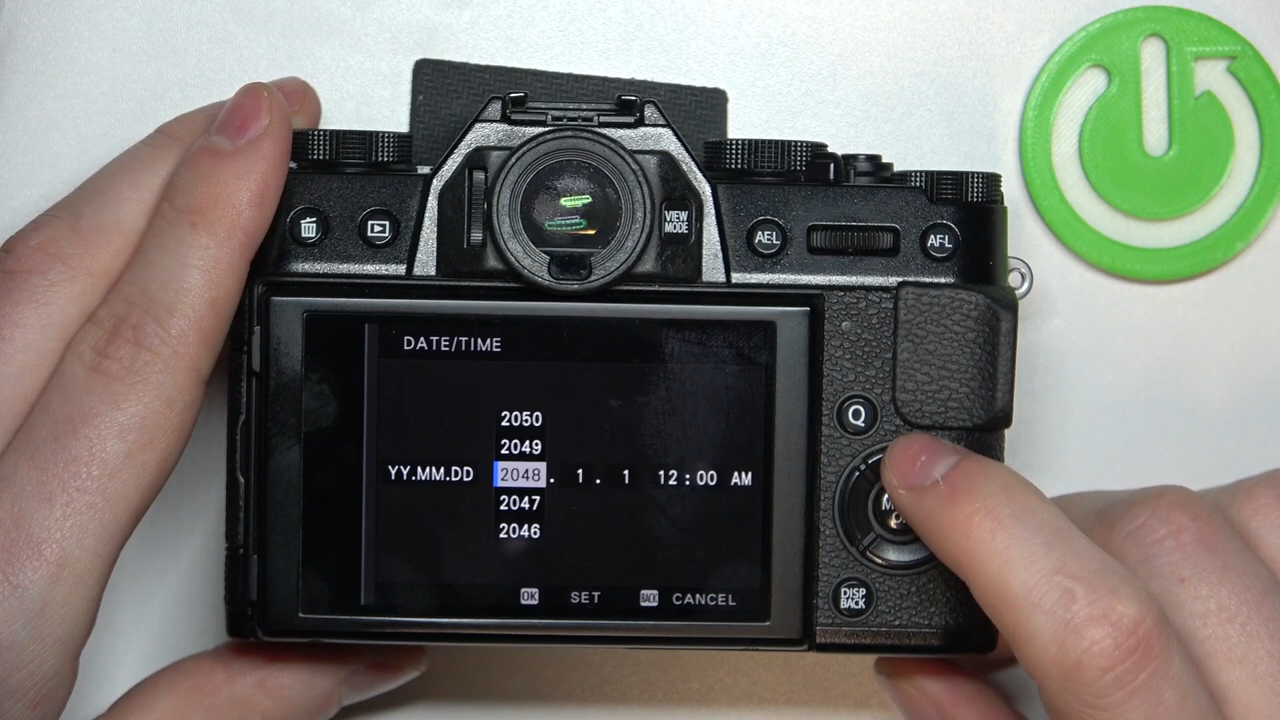 VIEW
MODE
AE-L
AF-L
DATE/TIME
Q
2050
2049
YY.MM.DD 2048. 1. 1 12:00 AM
2047
2046
OK SET BACK CANCEL
DISP
BACK